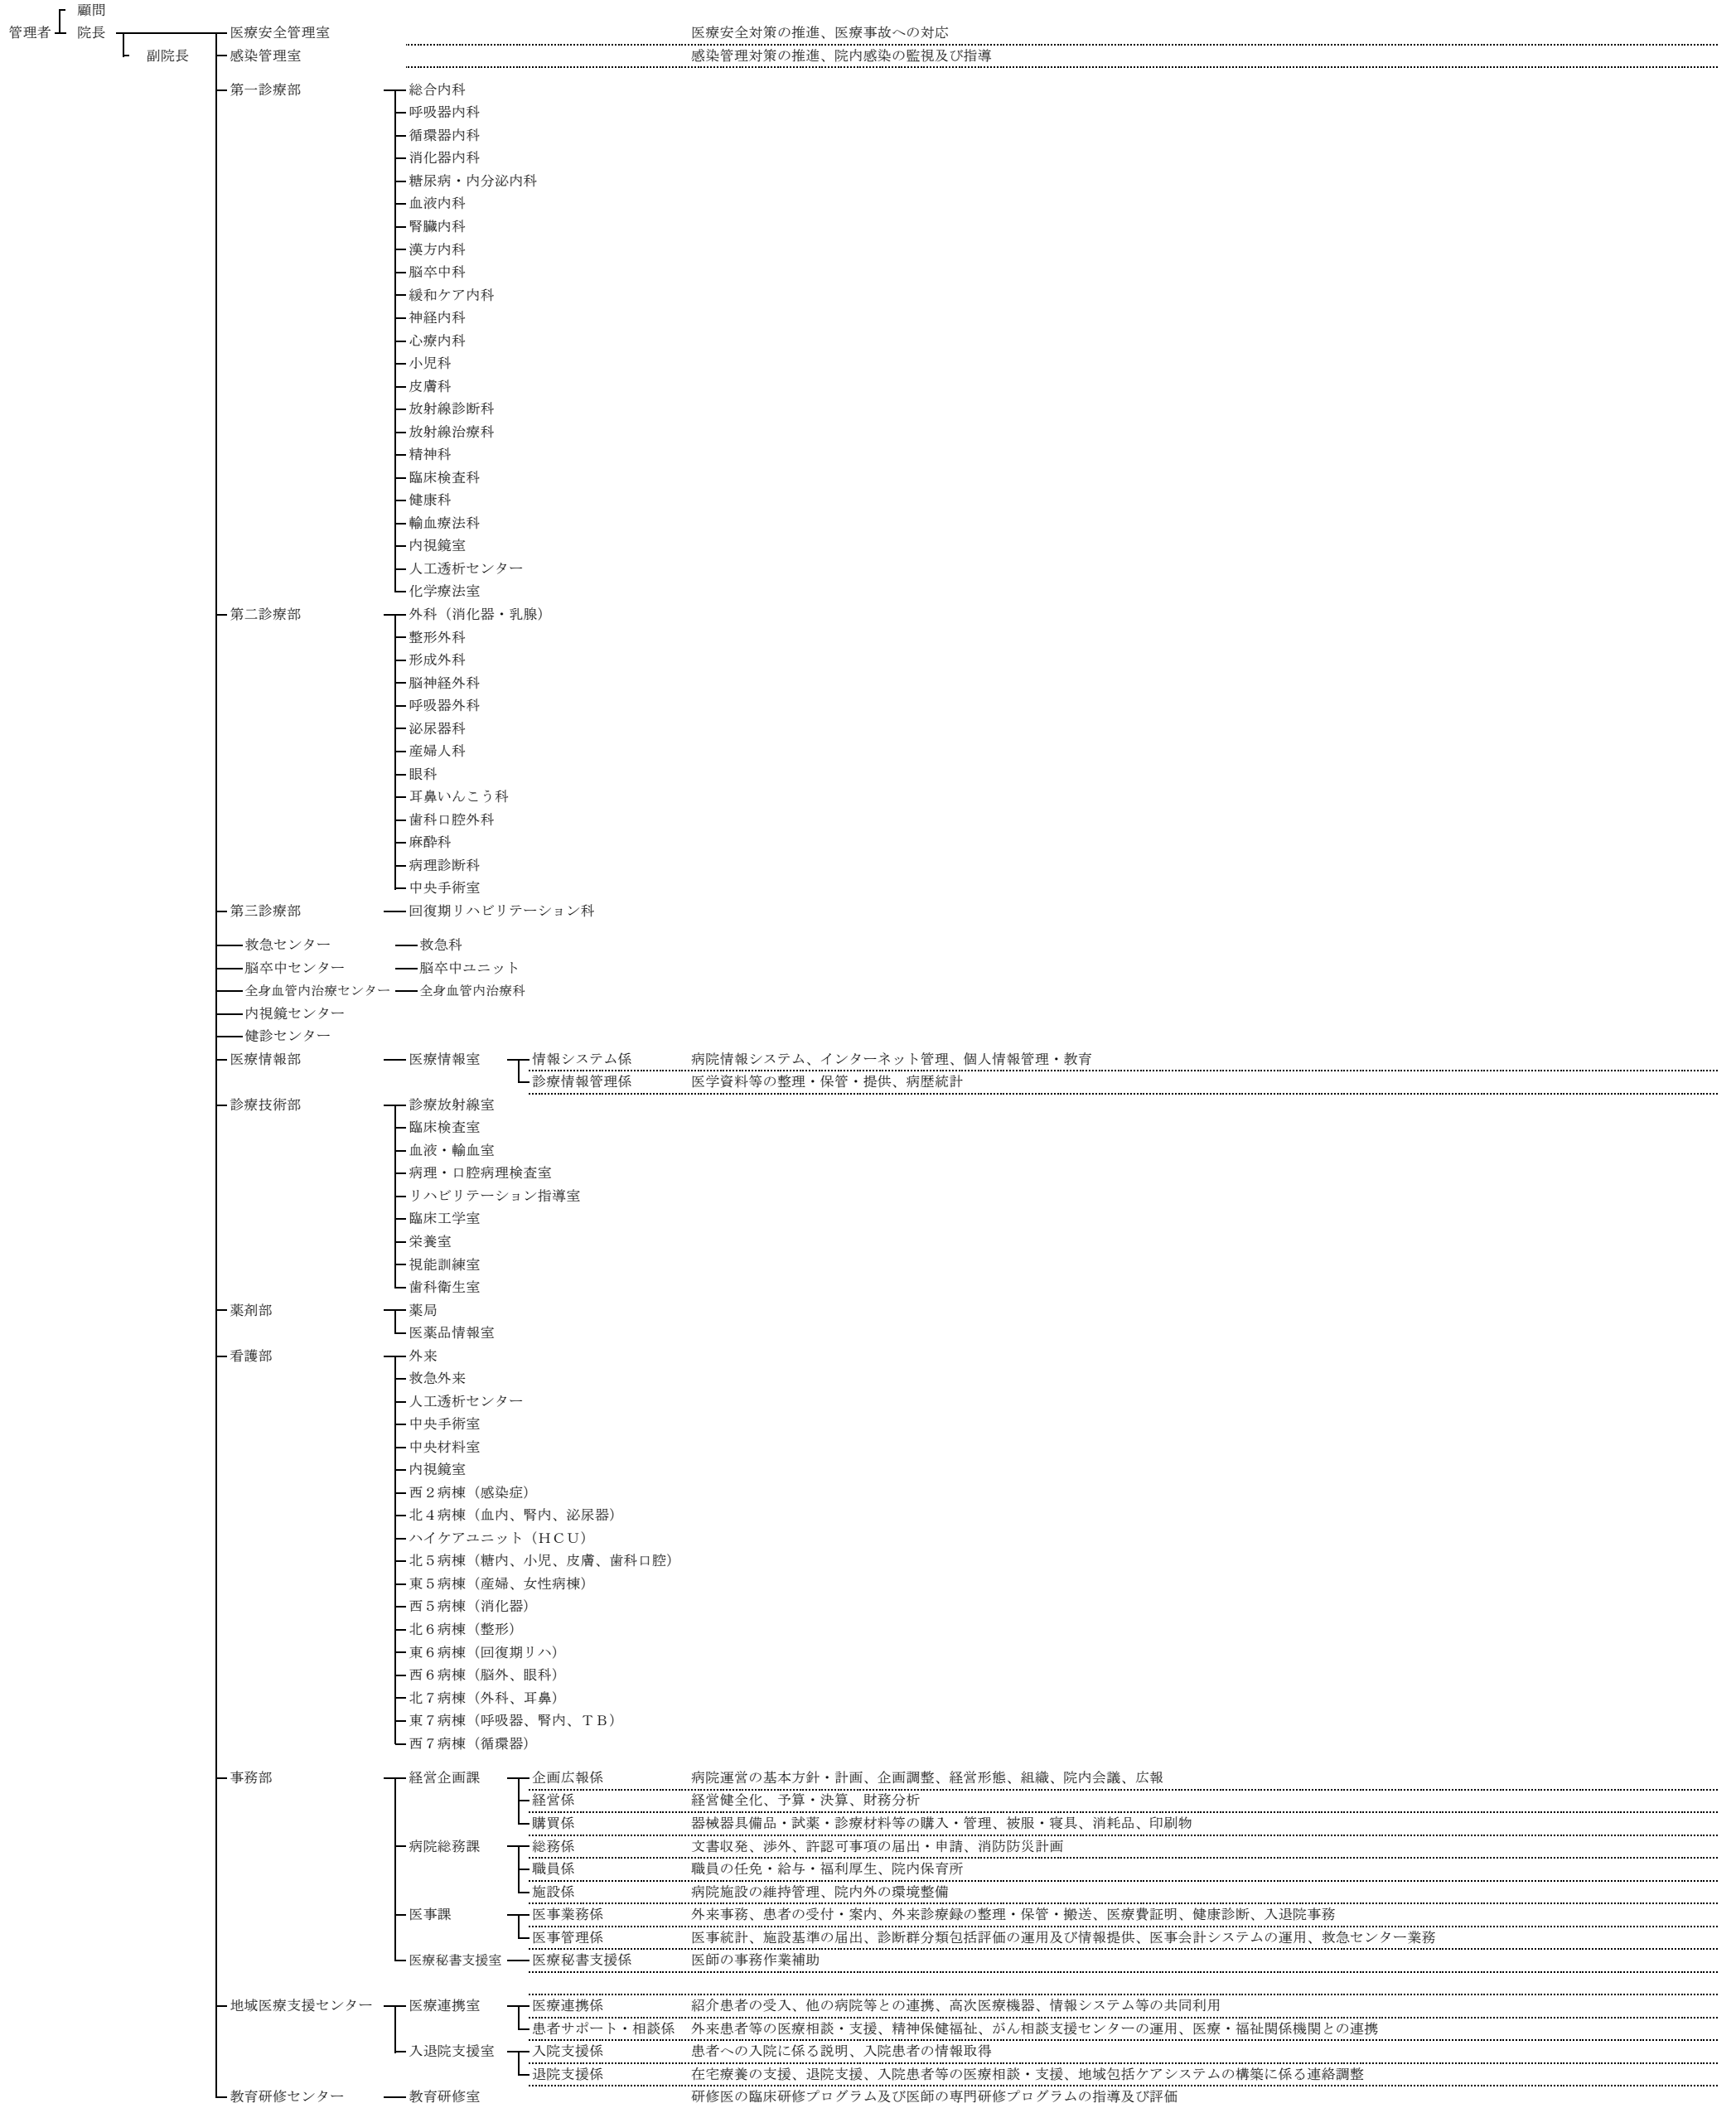 顧問
管理者 院長 医療安全管理室 医療安全対策の推進、医療事故への対応
副院長 感染管理室 感染管理対策の推進、院内感染の監視及び指導
第一診療部 総合内科
呼吸器内科
循環器内科
消化器内科
糖尿病・内分泌内科
血液内科
腎臓内科
漢方内科
脳卒中科
緩和ケア内科
神経内科
心療内科
小児科
皮膚科
放射線診断科
放射線治療科
精神科
臨床検査科
健康科
輸血療法科
内視鏡室
人工透析センター
化学療法室
第二診療部 外科（消化器・乳腺）
整形外科
形成外科
脳神経外科
呼吸器外科
泌尿器科
産婦人科
眼科
耳鼻いんこう科
歯科口腔外科
麻酔科
病理診断科
中央手術室
第三診療部 回復期リハビリテーション科
救急センター 救急科
脳卒中センター 脳卒中ユニット
全身血管内治療センター 全身血管内治療科
内視鏡センター
健診センター
医療情報部 医療情報室 情報システム係 病院情報システム、インターネット管理、個人情報管理・教育
診療情報管理係 医学資料等の整理・保管・提供、病歴統計
診療技術部 診療放射線室
臨床検査室
血液・輸血室
病理・口腔病理検査室
リハビリテーション指導室
臨床工学室
栄養室
視能訓練室
歯科衛生室
薬剤部 薬局
医薬品情報室
看護部 外来
救急外来
人工透析センター
中央手術室
中央材料室
内視鏡室
西２病棟（感染症）
北４病棟（血内、腎内、泌尿器）
ハイケアユニット（ＨＣＵ）
北５病棟（糖内、小児、皮膚、歯科口腔）
東５病棟（産婦、女性病棟）
西５病棟（消化器）
北６病棟（整形）
東６病棟（回復期リハ）
西６病棟（脳外、眼科）
北７病棟（外科、耳鼻）
東７病棟（呼吸器、腎内、ＴＢ）
西７病棟（循環器）
事務部 経営企画課 企画広報係 病院運営の基本方針・計画、企画調整、経営形態、組織、院内会議、広報
経営係 経営健全化、予算・決算、財務分析
購買係 器械器具備品・試薬・診療材料等の購入・管理、被服・寝具、消耗品、印刷物
病院総務課 総務係 文書収発、渉外、許認可事項の届出・申請、消防防災計画
職員係 職員の任免・給与・福利厚生、院内保育所
施設係 病院施設の維持管理、院内外の環境整備
医事課 医事業務係 外来事務、患者の受付・案内、外来診療録の整理・保管・搬送、医療費証明、健康診断、入退院事務
医事管理係 医事統計、施設基準の届出、診断群分類包括評価の運用及び情報提供、医事会計システムの運用、救急センター業務
医療秘書支援室 医療秘書支援係 医師の事務作業補助
地域医療支援センター 医療連携室 医療連携係 紹介患者の受入、他の病院等との連携、高次医療機器、情報システム等の共同利用
患者サポート・相談係 外来患者等の医療相談・支援、精神保健福祉、がん相談支援センターの運用、医療・福祉関係機関との連携
入退院支援室 入院支援係 患者への入院に係る説明、入院患者の情報取得
退院支援係 在宅療養の支援、退院支援、入院患者等の医療相談・支援、地域包括ケアシステムの構築に係る連絡調整
教育研修センター 教育研修室 研修医の臨床研修プログラム及び医師の専門研修プログラムの指導及び評価